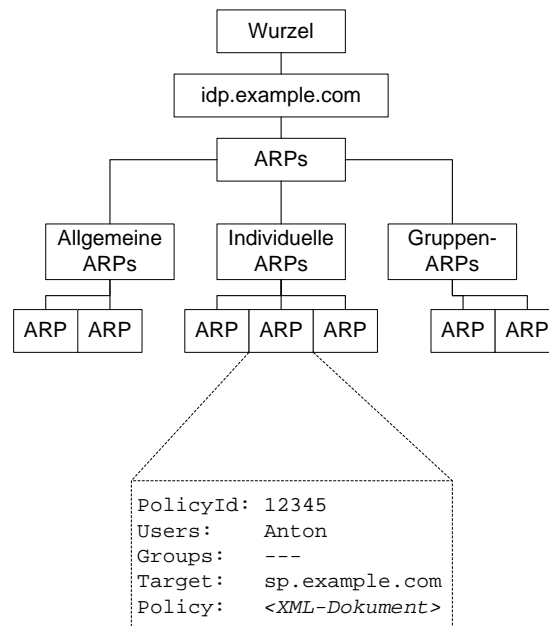 Wurzel
idp.example.com
ARPs
Allgemeine
ARPs
Individuelle
ARPs
Gruppen-
ARPs
ARP
ARP
ARP
ARP
ARP
ARP
ARP
PolicyId: 12345
Users: Anton
Groups: ---
Target: sp.example.com
Policy: <XML-Dokument>